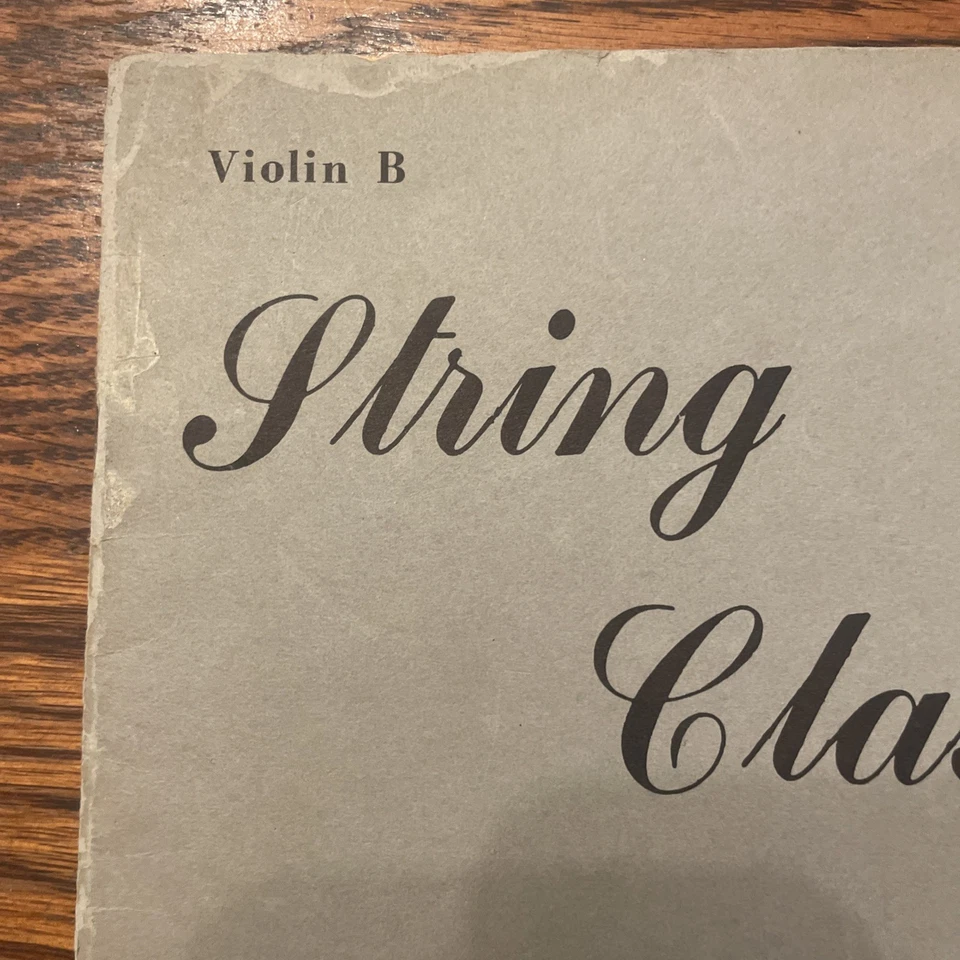 Violin B
String
Clas